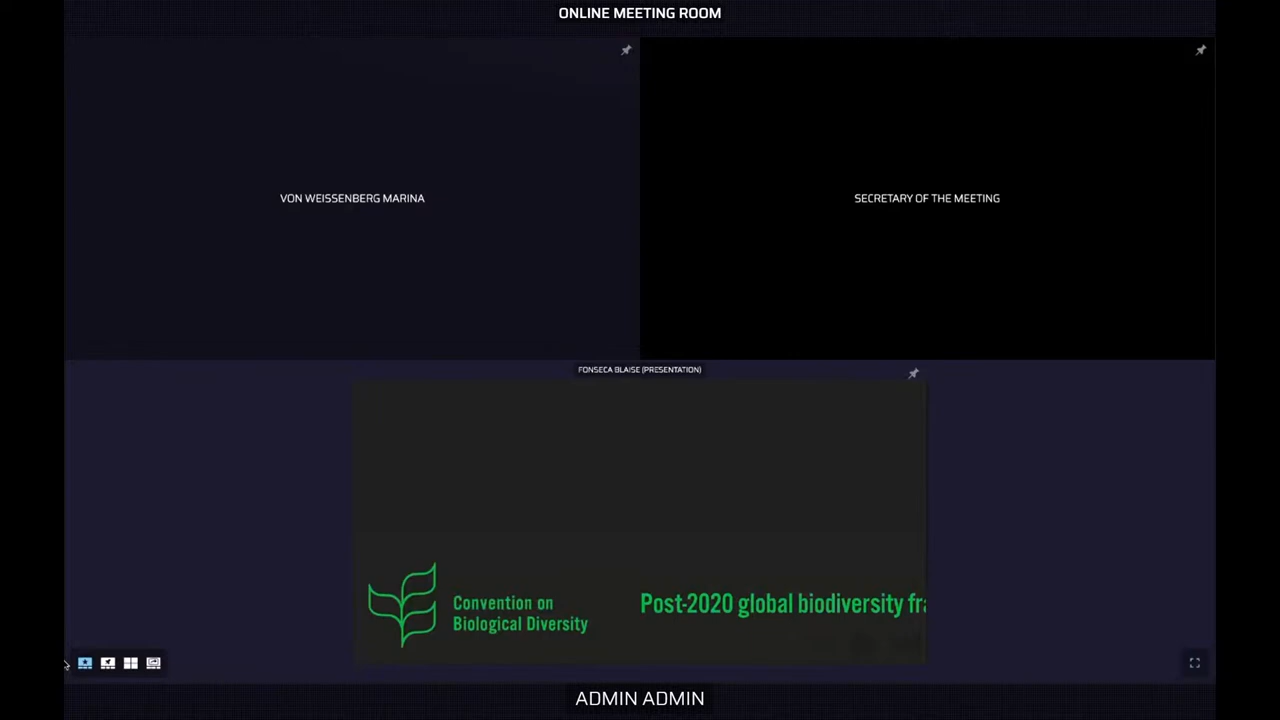 ONLINE MEETING ROOM
VON WEISSENBERG MARINA
SECRETARY OF THE MEETING
FONSECA BLAISE (PRESENTATION)
Convention on
Biological Diversity
Post-2020 global biodiversity fra
ADMIN ADMIN